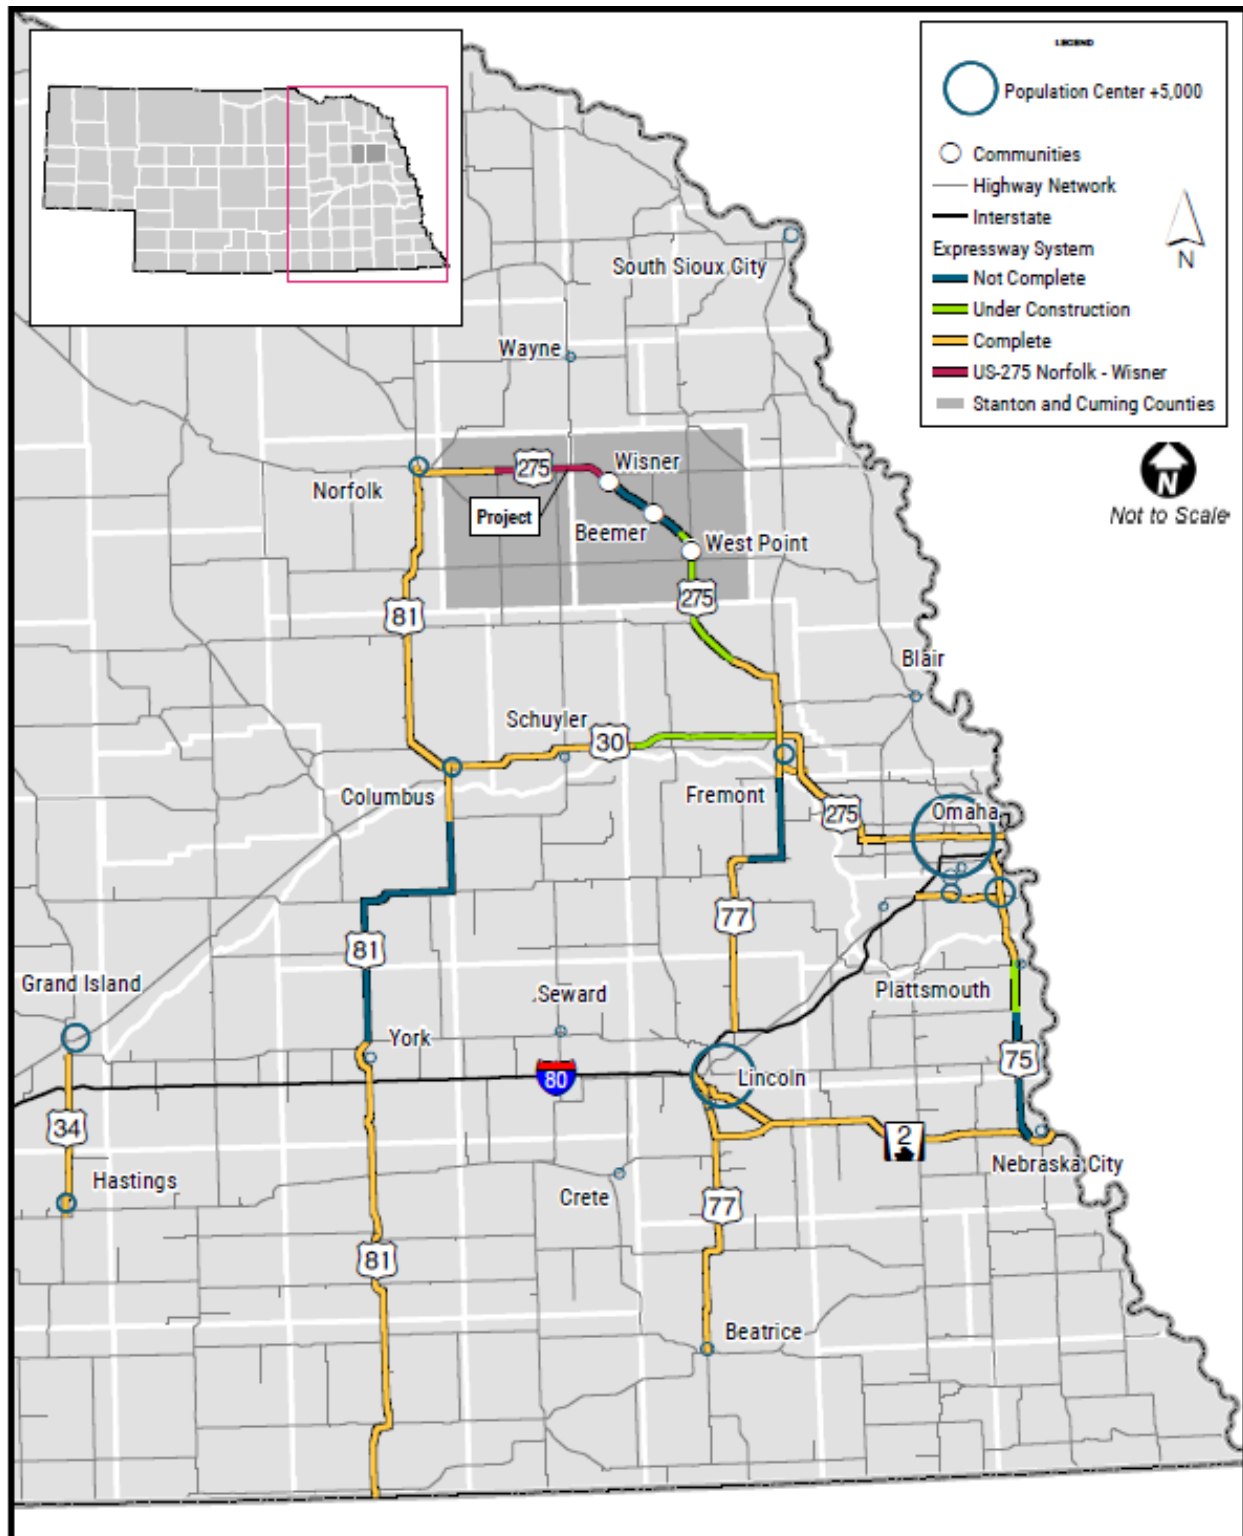 LEGEND
Population Center +5,000
Communities
Highway Network
Interstate
Expressway System
Not Complete
Under Construction
Complete
US-275 Norfolk - Wisner
Stanton and Cuming Counties
N
N
Not to Scale
South Sioux City
Wayne
275
Wisner
Norfolk
Project
Beemer
West Point
275
81
Blair
Schuyler
30
Columbus
Fremont
275
Omaha
77
81
Grand Island
Seward
Plattsmouth
York
75
80
Lincoln
34
2
Nebraska City
Hastings
Crete
77
81
Beatrice